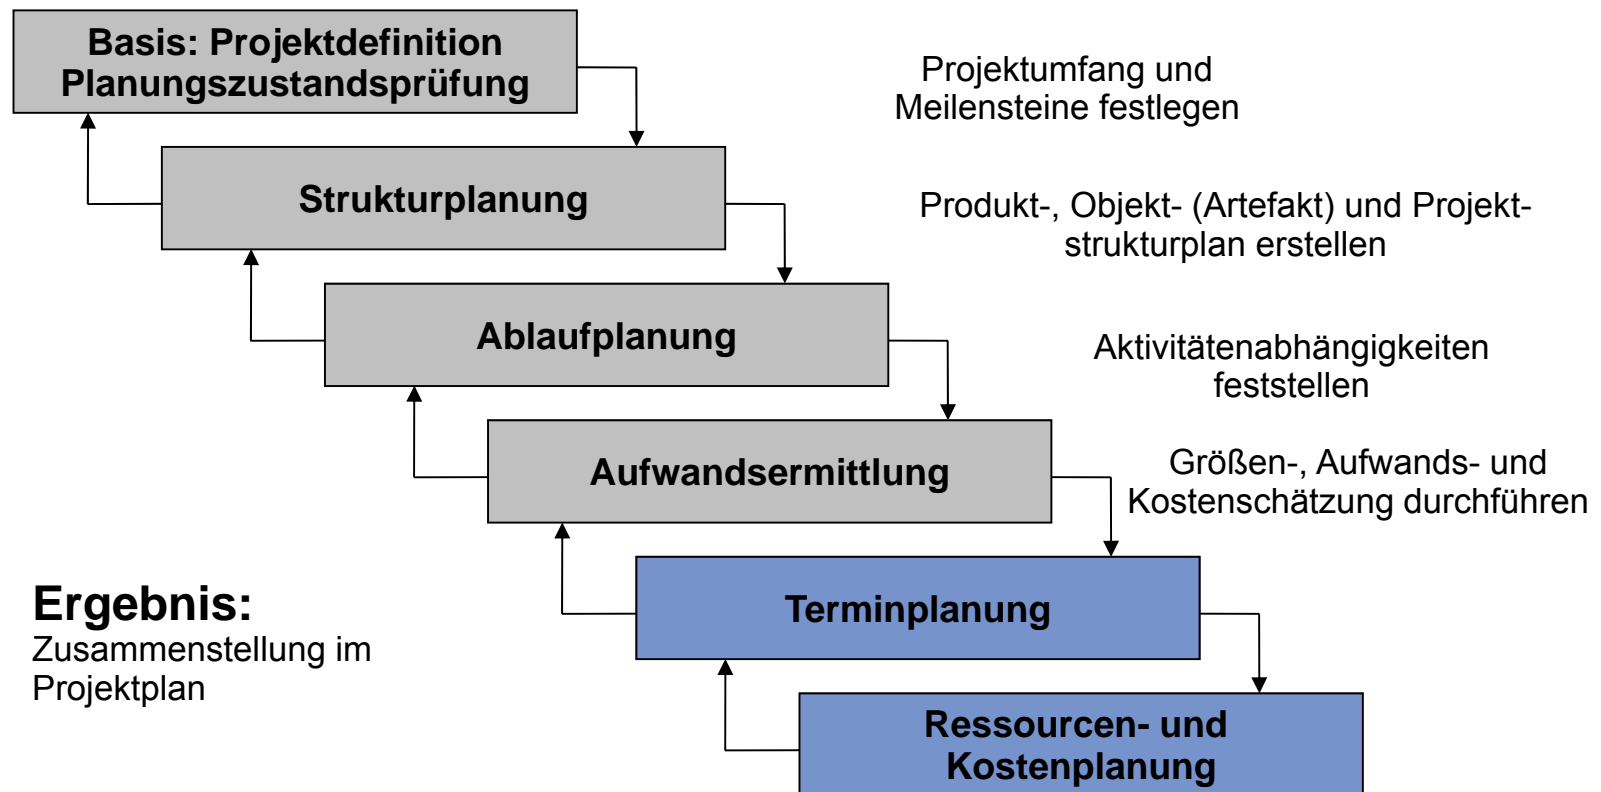 Basis: Projektdefinition
Planungszustandsprüfung
Projektumfang und
Meilensteine festlegen
Strukturplanung
Produkt-, Objekt- (Artefakt) und Projekt-
strukturplan erstellen
Ablaufplanung
Aktivitätenabhängigkeiten
feststellen
Aufwandsermittlung
Größen-, Aufwands- und
Kostenschätzung durchführen
Ergebnis:
Zusammenstellung im
Projektplan
Terminplanung
Ressourcen- und
Kostenplanung